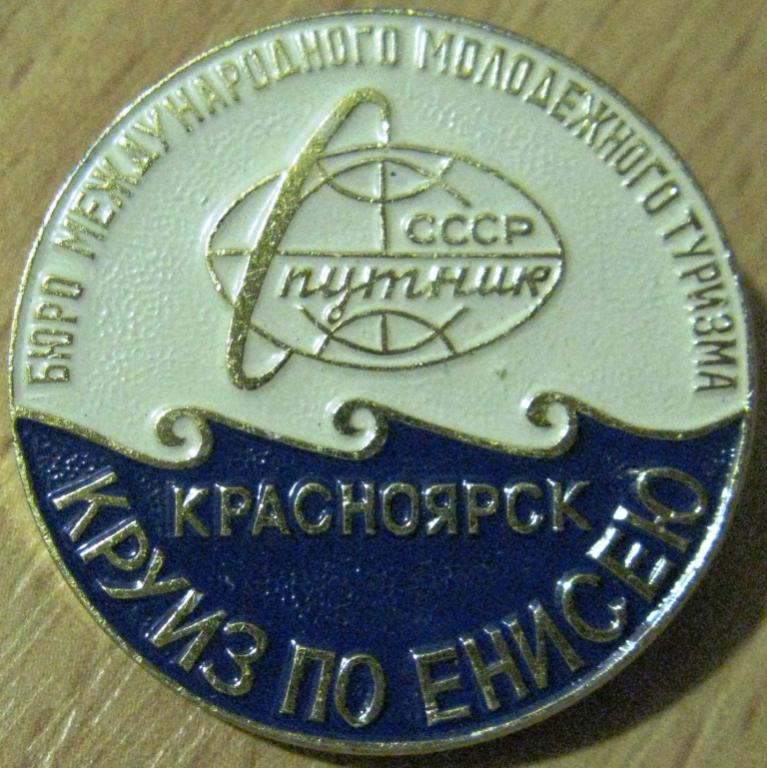 БЮРО МЕЖДУНАРОДНОГО МОЛОДЕЖНОГО ТУРИЗМА
СССР
Спутник
КРАСНОЯРСК
КРУИЗ ПО ЕНИСЕЮ